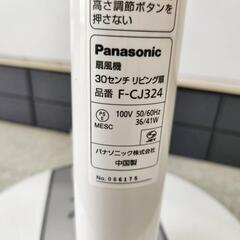 高さ調節ボタンを
押さない
Panasonic
扇風機
30センチ リビング扇
品番 F-CJ324
PS
E
MESC
100V 50/60Hz
36/41W
パナソニック株式会社
中国製
No. 066175